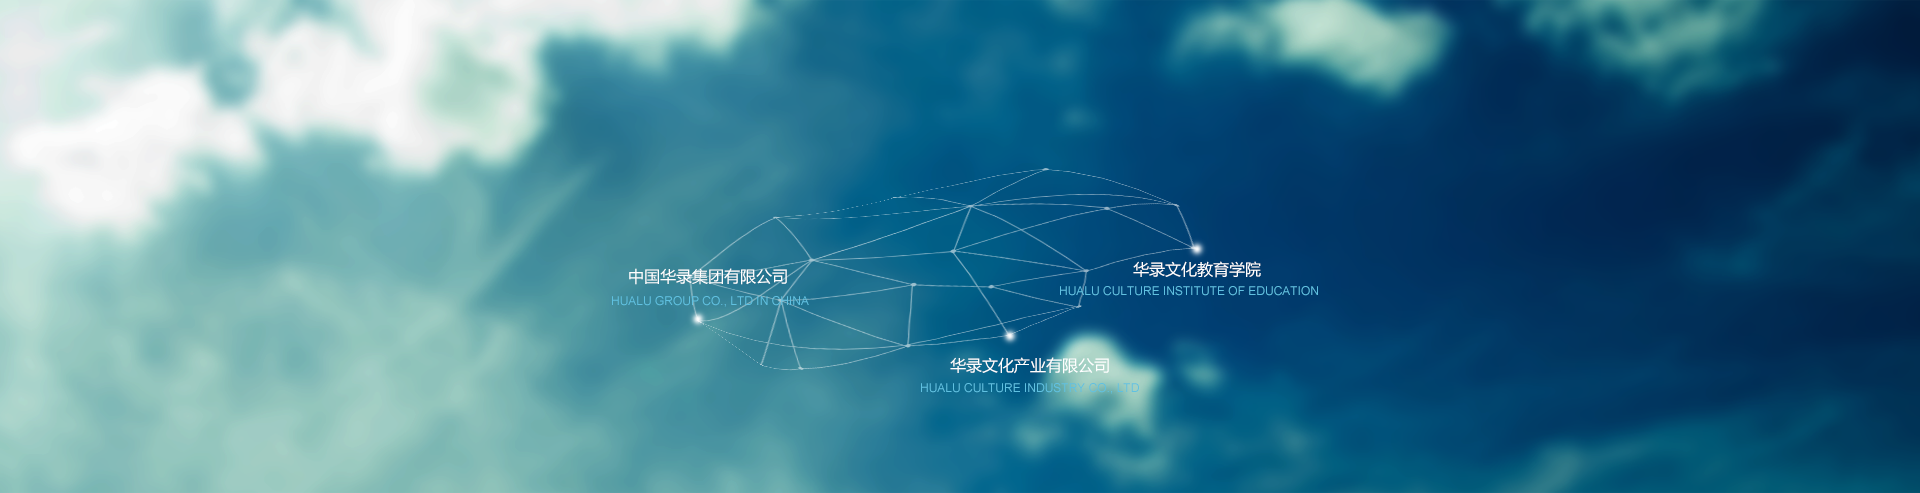 中国华录集团有限公司
HUALU GROUP CO., LTD IN CHINA
华录文化教育学院
HUALU CULTURE INSTITUTE OF EDUCATION
华录文化产业有限公司
HUALU CULTURE INDUSTRY CO., LTD